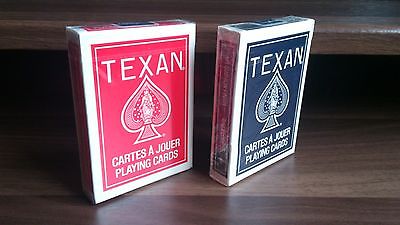 TEXAN
CARTES À JOUER
PLAYING CARDS
TEXAN
CARTES À JOUER
PLAYING CARDS